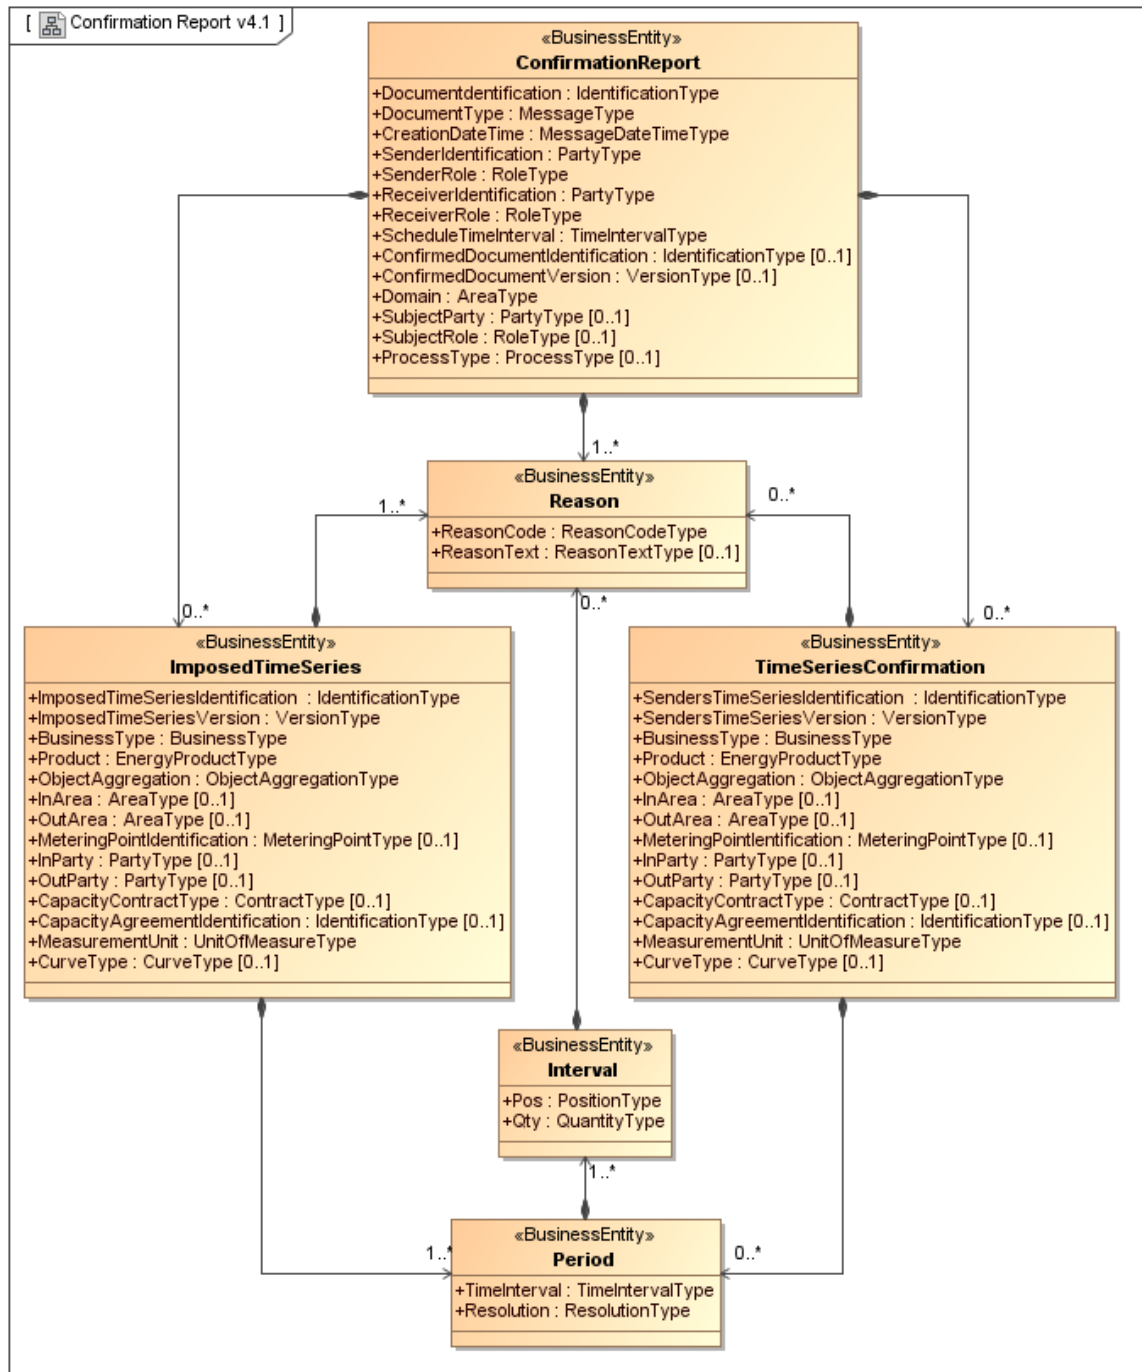 [ Confirmation Report v4.1 ]
«BusinessEntity»
ConfirmationReport
+Documentdentification : IdentificationType
+DocumentType : MessageType
+CreationDateTime : MessageDateTimeType
+SenderIdentification : PartyType
+SenderRole : RoleType
+ReceiverIdentification : PartyType
+ReceiverRole : RoleType
+ScheduleTimeInterval : TimeIntervalType
+ConfirmedDocumentIdentification : IdentificationType [0..1]
+ConfirmedDocumentVersion : VersionType [0..1]
+Domain : AreaType
+SubjectParty : PartyType [0..1]
+SubjectRole : RoleType [0..1]
+ProcessType : ProcessType [0..1]
1..*
«BusinessEntity»
Reason
+ReasonCode : ReasonCodeType
+ReasonText : ReasonTextType [0..1]
1..*
0..*
0..*
0..*
0..*
«BusinessEntity»
ImposedTimeSeries
+ImposedTimeSeriesIdentification : IdentificationType
+ImposedTimeSeriesVersion : VersionType
+BusinessType : BusinessType
+Product : EnergyProductType
+ObjectAggregation : ObjectAggregationType
+InArea : AreaType [0..1]
+OutArea : AreaType [0..1]
+MeteringPointIdentification : MeteringPointType [0..1]
+InParty : PartyType [0..1]
+OutParty : PartyType [0..1]
+CapacityContractType : ContractType [0..1]
+CapacityAgreementIdentification : IdentificationType [0..1]
+MeasurementUnit : UnitOfMeasureType
+CurveType : CurveType [0..1]
«BusinessEntity»
TimeSeriesConfirmation
+SendersTimeSeriesIdentification : IdentificationType
+SendersTimeSeriesVersion : VersionType
+BusinessType : BusinessType
+Product : EnergyProductType
+ObjectAggregation : ObjectAggregationType
+InArea : AreaType [0..1]
+OutArea : AreaType [0..1]
+MeteringPointIentification : MeteringPointType [0..1]
+InParty : PartyType [0..1]
+OutParty : PartyType [0..1]
+CapacityContractType : ContractType [0..1]
+CapacityAgreementIdentification : IdentificationType [0..1]
+MeasurementUnit : UnitOfMeasureType
+CurveType : CurveType [0..1]
«BusinessEntity»
Interval
+Pos : PositionType
+Qty : QuantityType
1..*
1..*
0..*
«BusinessEntity»
Period
+TimeInterval : TimeIntervalType
+Resolution : ResolutionType